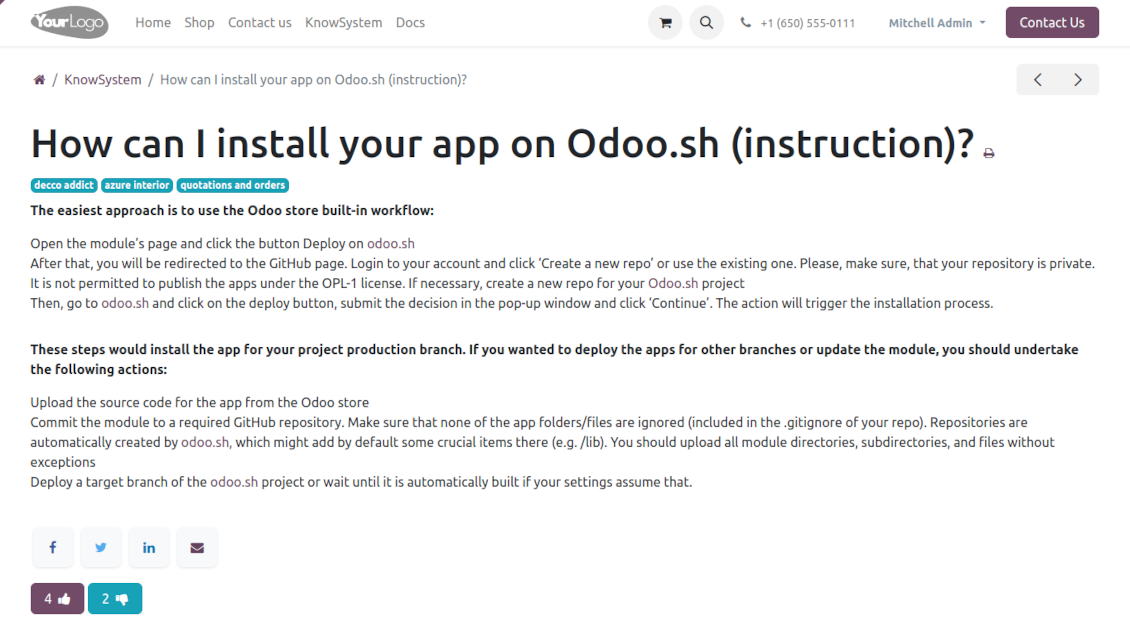 YourLogo
Home Shop Contact us KnowSystem Docs
+1 (650) 555-0111 Mitchell Admin Contact Us
/ KnowSystem / How can I install your app on Odoo.sh (instruction)?
How can I install your app on Odoo.sh (instruction)?
decco addict azure interior quotations and orders
The easiest approach is to use the Odoo store built-in workflow:
Open the module’s page and click the button Deploy on odoo.sh
After that, you will be redirected to the GitHub page. Login to your account and click ‘Create a new repo’ or use the existing one. Please, make sure, that your repository is private.
It is not permitted to publish the apps under the OPL-1 license. If necessary, create a new repo for your Odoo.sh project
Then, go to odoo.sh and click on the deploy button, submit the decision in the pop-up window and click ‘Continue’. The action will trigger the installation process.
These steps would install the app for your project production branch. If you wanted to deploy the apps for other branches or update the module, you should undertake
the following actions:
Upload the source code for the app from the Odoo store
Commit the module to a required GitHub repository. Make sure that none of the app folders/files are ignored (included in the .gitignore of your repo). Repositories are
automatically created by odoo.sh, which might add by default some crucial items there (e.g. /lib). You should upload all module directories, subdirectories, and files without
exceptions
Deploy a target branch of the odoo.sh project or wait until it is automatically built if your settings assume that.
4 2